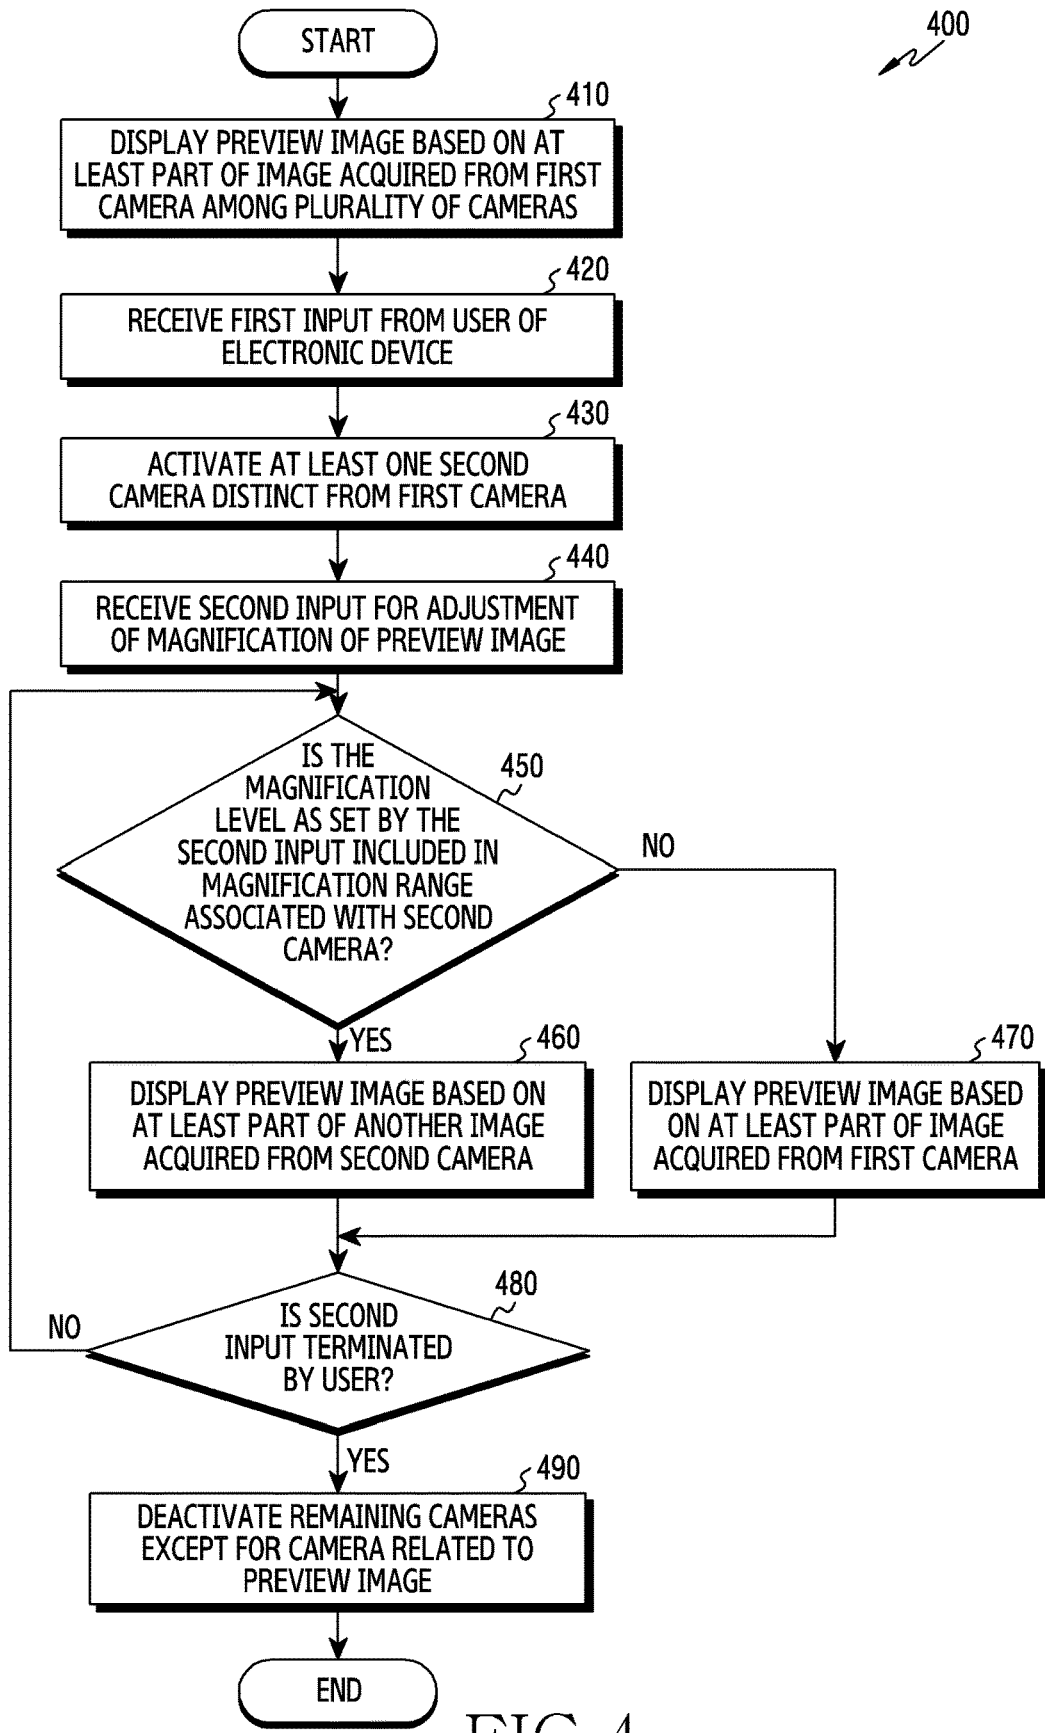 400
START
410
DISPLAY PREVIEW IMAGE BASED ON AT
LEAST PART OF IMAGE ACQUIRED FROM FIRST
CAMERA AMONG PLURALITY OF CAMERAS
420
RECEIVE FIRST INPUT FROM USER OF
ELECTRONIC DEVICE
430
ACTIVATE AT LEAST ONE SECOND
CAMERA DISTINCT FROM FIRST CAMERA
440
RECEIVE SECOND INPUT FOR ADJUSTMENT
OF MAGNIFICATION OF PREVIEW IMAGE
450
IS THE
MAGNIFICATION
LEVEL AS SET BY THE
SECOND INPUT INCLUDED IN
MAGNIFICATION RANGE
ASSOCIATED WITH SECOND
CAMERA?
NO
YES
460
DISPLAY PREVIEW IMAGE BASED ON
AT LEAST PART OF ANOTHER IMAGE
ACQUIRED FROM SECOND CAMERA
470
DISPLAY PREVIEW IMAGE BASED
ON AT LEAST PART OF IMAGE
ACQUIRED FROM FIRST CAMERA
480
IS SECOND
INPUT TERMINATED
BY USER?
NO
YES
490
DEACTIVATE REMAINING CAMERAS
EXCEPT FOR CAMERA RELATED TO
PREVIEW IMAGE
END
FIG. 4